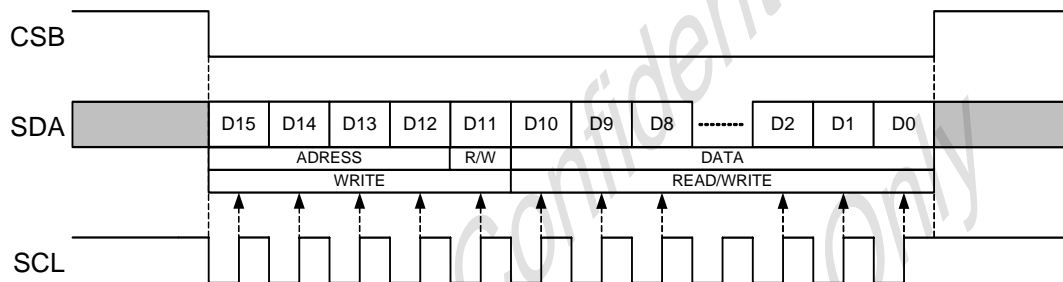 CSB
SDA D15 D14 D13 D12 D11 D10 D9 D8 D2 D1 D0
ADRESS R/W DATA
WRITE READ/WRITE
SCL
Only